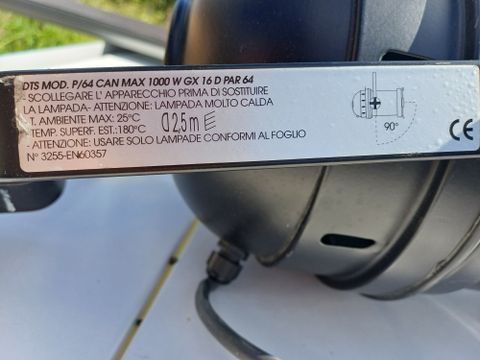 DTS MOD. P/64 CAN MAX 1000 W GX 16 D PAR 64
- SCOLLEGARE L' APPARECCHIO PRIMA DI SOSTITUIRE
LA LAMPADA- ATTENZIONE: LAMPADA MOLTO CALDA
T. AMBIENTE MAX: 25°C
TEMP. SUPERF. EST.:180°C 2,5 m
- ATTENZIONE: USARE SOLO LAMPADE CONFORMI AL FOGLIO
N° 3255-EN60357
90°
CE